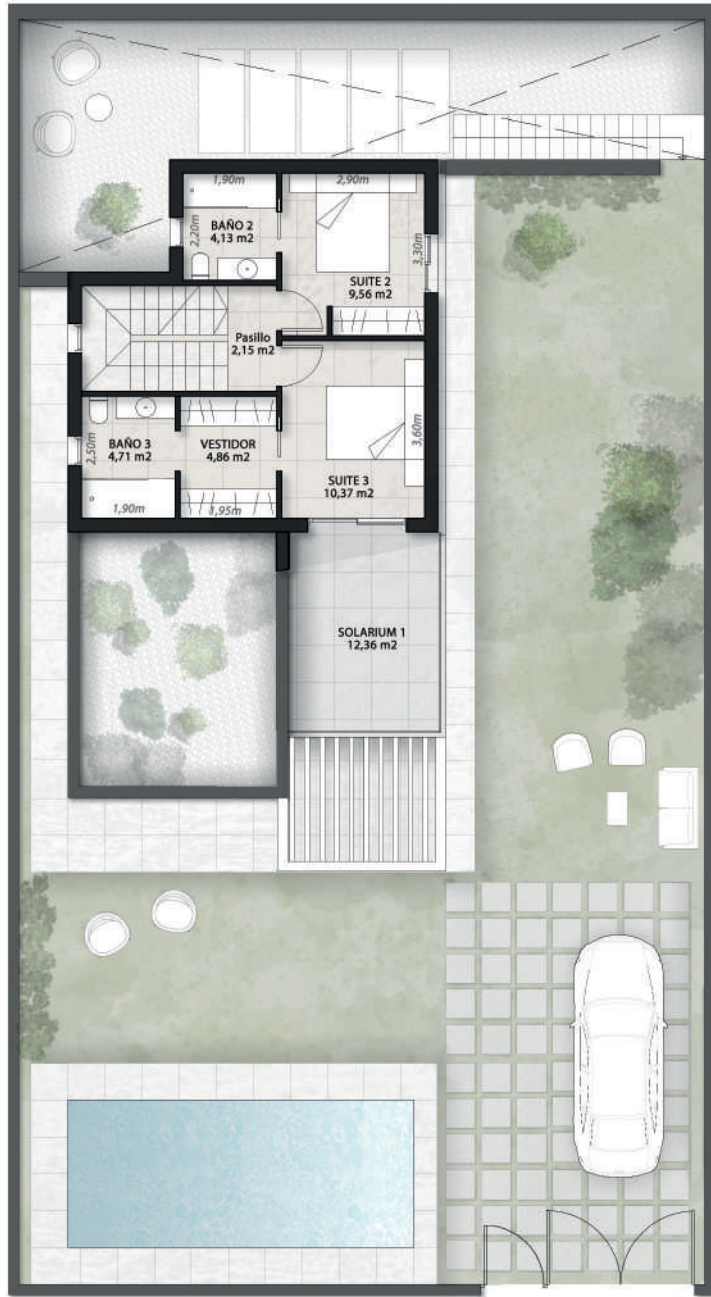 1,90m
2,90m
2,20m
BAÑO 2
4,13 m2
3,30m
SUITE 2
9,56 m2
Pasillo
2,15 m2
2,50m
BAÑO 3
4,71 m2
VESTIDOR
4,86 m2
3,60m
SUITE 3
10,37 m2
1,90m
1,95m
SOLARIUM 1
12,36 m2